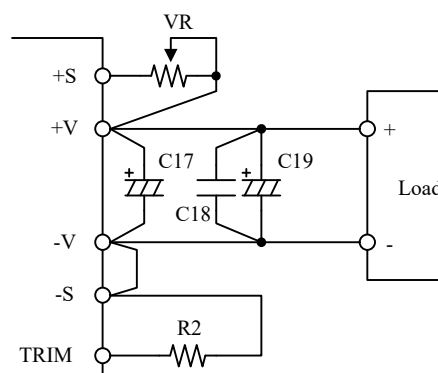 VR
+S
+V
+
C17
+
C19
+
C18
Load
-V
-
-S
R2
TRIM